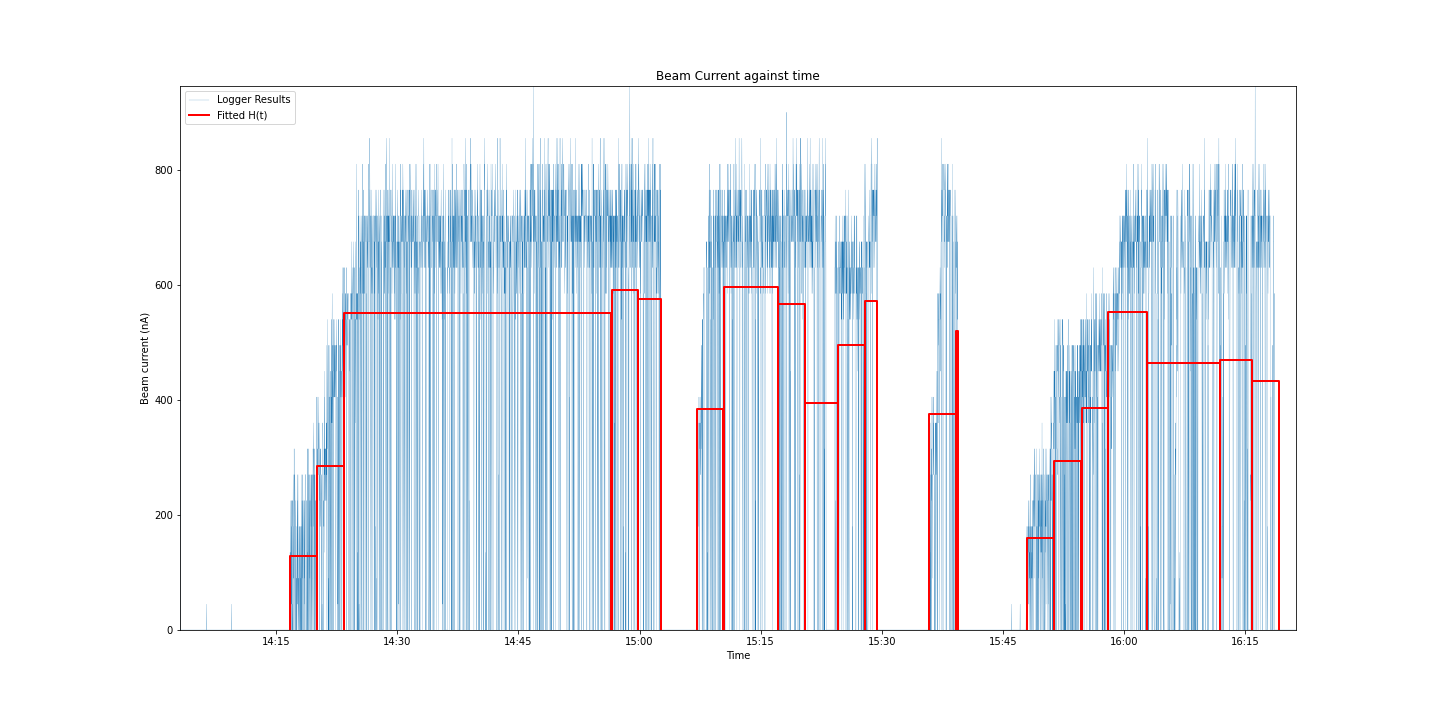 Beam Current against time
Logger Results
Fitted H(t)
Beam current (nA)
800
600
400
200
0
14:15 14:30 14:45 15:00 15:15 15:30 15:45 16:00 16:15
Time